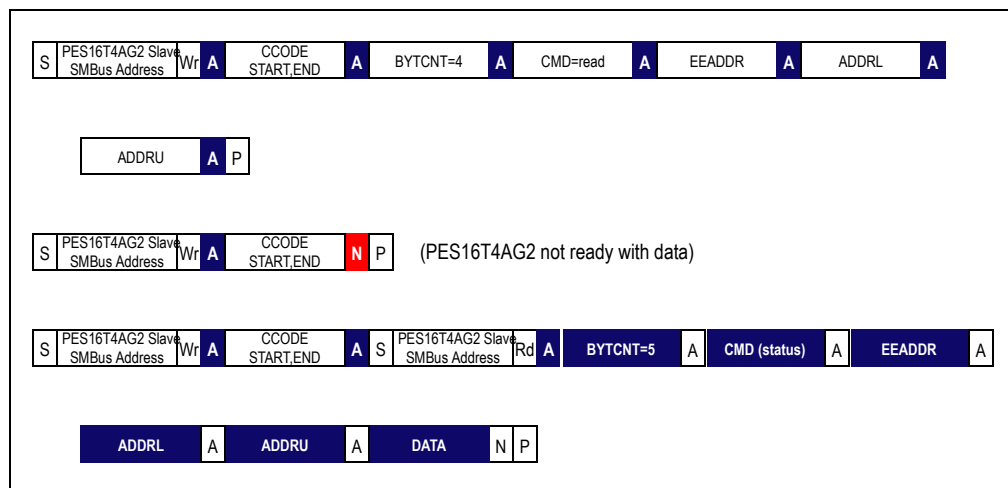 S PES16T4AG2 Slave SMBus Address Wr A CCODE START,END A BYTCNT=4 A CMD=read A EEADDR A ADDRL A
ADDRU A P
S PES16T4AG2 Slave SMBus Address Wr A CCODE START,END N P (PES16T4AG2 not ready with data)
S PES16T4AG2 Slave SMBus Address Wr A CCODE START,END A S PES16T4AG2 Slave SMBus Address Rd A BYTCNT=5 A CMD (status) A EEADDR A
ADDRL A ADDRU A DATA N P